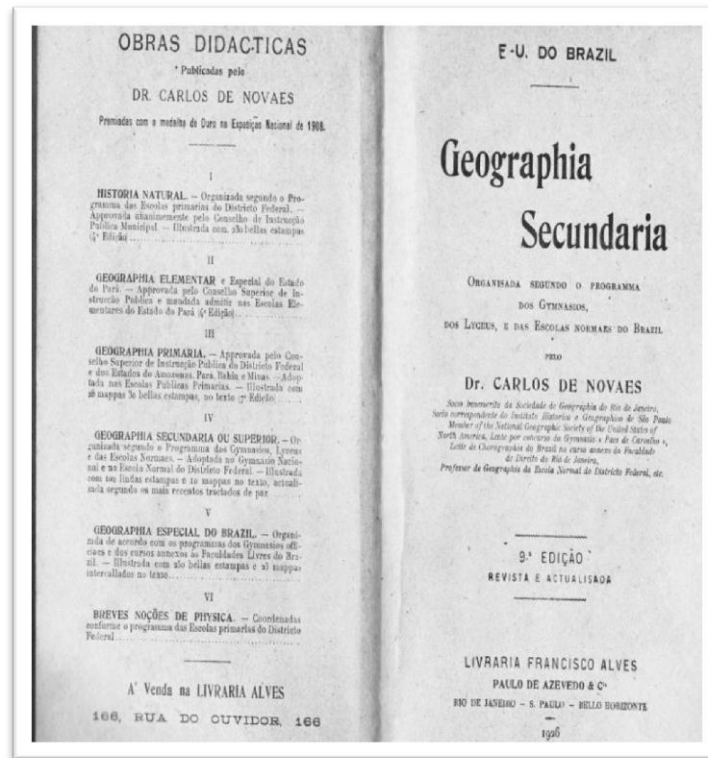 OBRAS DIDACTICAS
Publicadas pelo
DR. CARLOS DE NOVAES
Premiadas com a medalha de Ouro na Exposição Nacional de 1908.
I
HISTORIA NATURAL. — Organizada segundo o Pro-
gramma das Escolas primarias do Districto Federal. —
Approvada unanimemente pelo Conselho de Instrucção
Publica Municipal. — Illustrada com bellas estampas
(4ª Edição)
II
GEOGRAPHIA ELEMENTAR e Especial do Estado
do Pará. — Approvada pelo Conselho Superior de Ins-
trucção Publica e mandada admittir nas Escolas Ele-
mentares do Estado do Pará (4ª Edição)
III
GEOGRAPHIA PRIMARIA. — Approvada pelo Con-
selho Superior de Instrucção Publica do Districto Federal
e dos Estados do Amazonas, Pará, Bahia e Minas. — Adop-
tada nas Escolas Publicas Primarias. — Illustrada com
mappas 30 bellas estampas, no texto Edição
IV
GEOGRAPHIA SECUNDARIA OU SUPERIOR. — Or-
ganizada segundo o Programma das Gymnasios, Lyceus
e das Escolas Normaes. — Adoptada no Gymnasio Nacio-
nal e na Escola Normal do Districto Federal. — Illustrada
com lindas estampas e mappas no texto, actuali-
sada segundo os mais recentes tractados de paz
V
GEOGRAPHIA ESPECIAL DO BRAZIL. — Organi-
zada de accordo com os programmas dos Gymnasios offi-
ciaes e dos cursos annexos ás Faculdades Livres do Bra-
zil. — Illustrada com bellas estampas e mappas
intercallados no texo
VI
BREVES NOÇÕES DE PHYSICA. — Coordenadas
conforme o programma das Escolas primarias do Districto
Federal
A' Venda na LIVRARIA ALVES
166, RUA DO OUVIDOR, 166
E-U. DO BRAZIL
Geographia
Secundaria
ORGANISADA SEGUNDO O PROGRAMMA
DOS GYMNASIOS,
DOS LYCEUS, E DAS ESCOLAS NORMAES DO BRAZIL
PELO
Dr. CARLOS DE NOVAES
Socio benemerito da Sociedade de Geographia do Rio de Janeiro,
Socio correspondente do Instituto Historico e Geographico de São Paulo
Member of the National Geographic Society of the United States of
North America, Lente por concurso do Gymnasio « Paes de Carvalho »,
Lente de Chorographia do Brazil no curso annexo da Faculdade
de Direito do Rio de Janeiro,
Professor de Geographia da Escola Normal do Districto Federal, etc.
9.ª EDIÇÃO
REVISTA E ACTUALISADA
LIVRARIA FRANCISCO ALVES
PAULO DE AZEVEDO & Cª
RIO DE JANEIRO – S. PAULO – BELLO HORIZONTE
1926